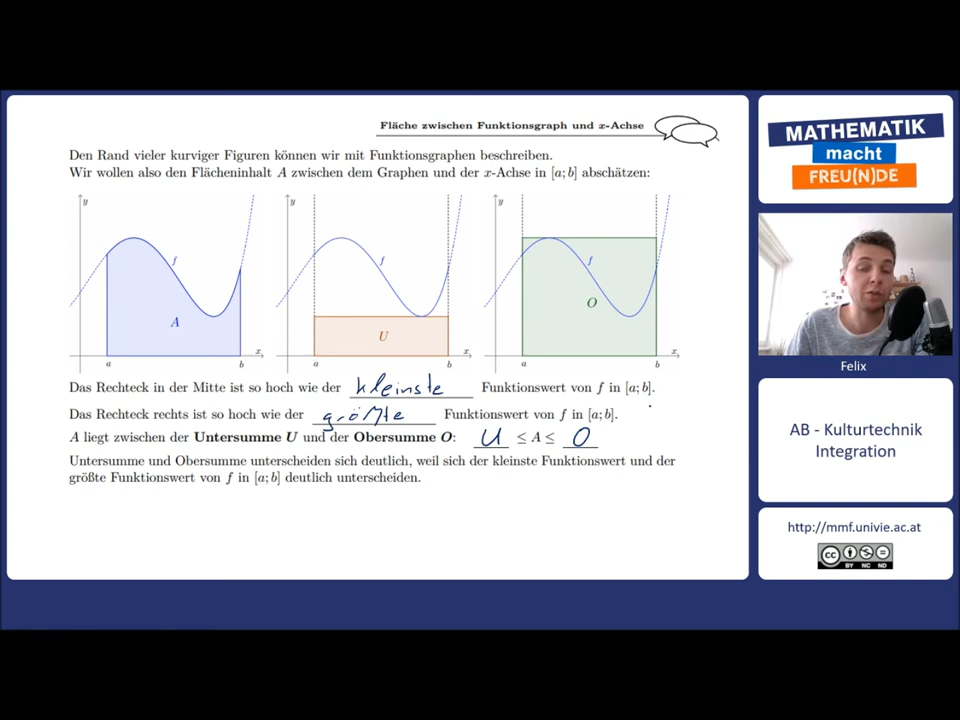 Fläche zwischen Funktionsgraph und x-Achse
Den Rand vieler kurviger Figuren können wir mit Funktionsgraphen beschreiben.
Wir wollen also den Flächeninhalt A zwischen dem Graphen und der x-Achse in [a; b] abschätzen:
y
f
A
a
b
x
y
f
U
a
b
x
y
f
O
a
b
x
Das Rechteck in der Mitte ist so hoch wie der kleinste Funktionswert von f in [a; b].
Das Rechteck rechts ist so hoch wie der größte Funktionswert von f in [a; b].
A liegt zwischen der Untersumme U und der Obersumme O: U ≤ A ≤ O
Untersumme und Obersumme unterscheiden sich deutlich, weil sich der kleinste Funktionswert und der
größte Funktionswert von f in [a; b] deutlich unterscheiden.
MATHEMATIK
macht
FREU(N)DE
Felix
AB - Kulturtechnik
Integration
http://mmf.univie.ac.at
cc
BY NC ND